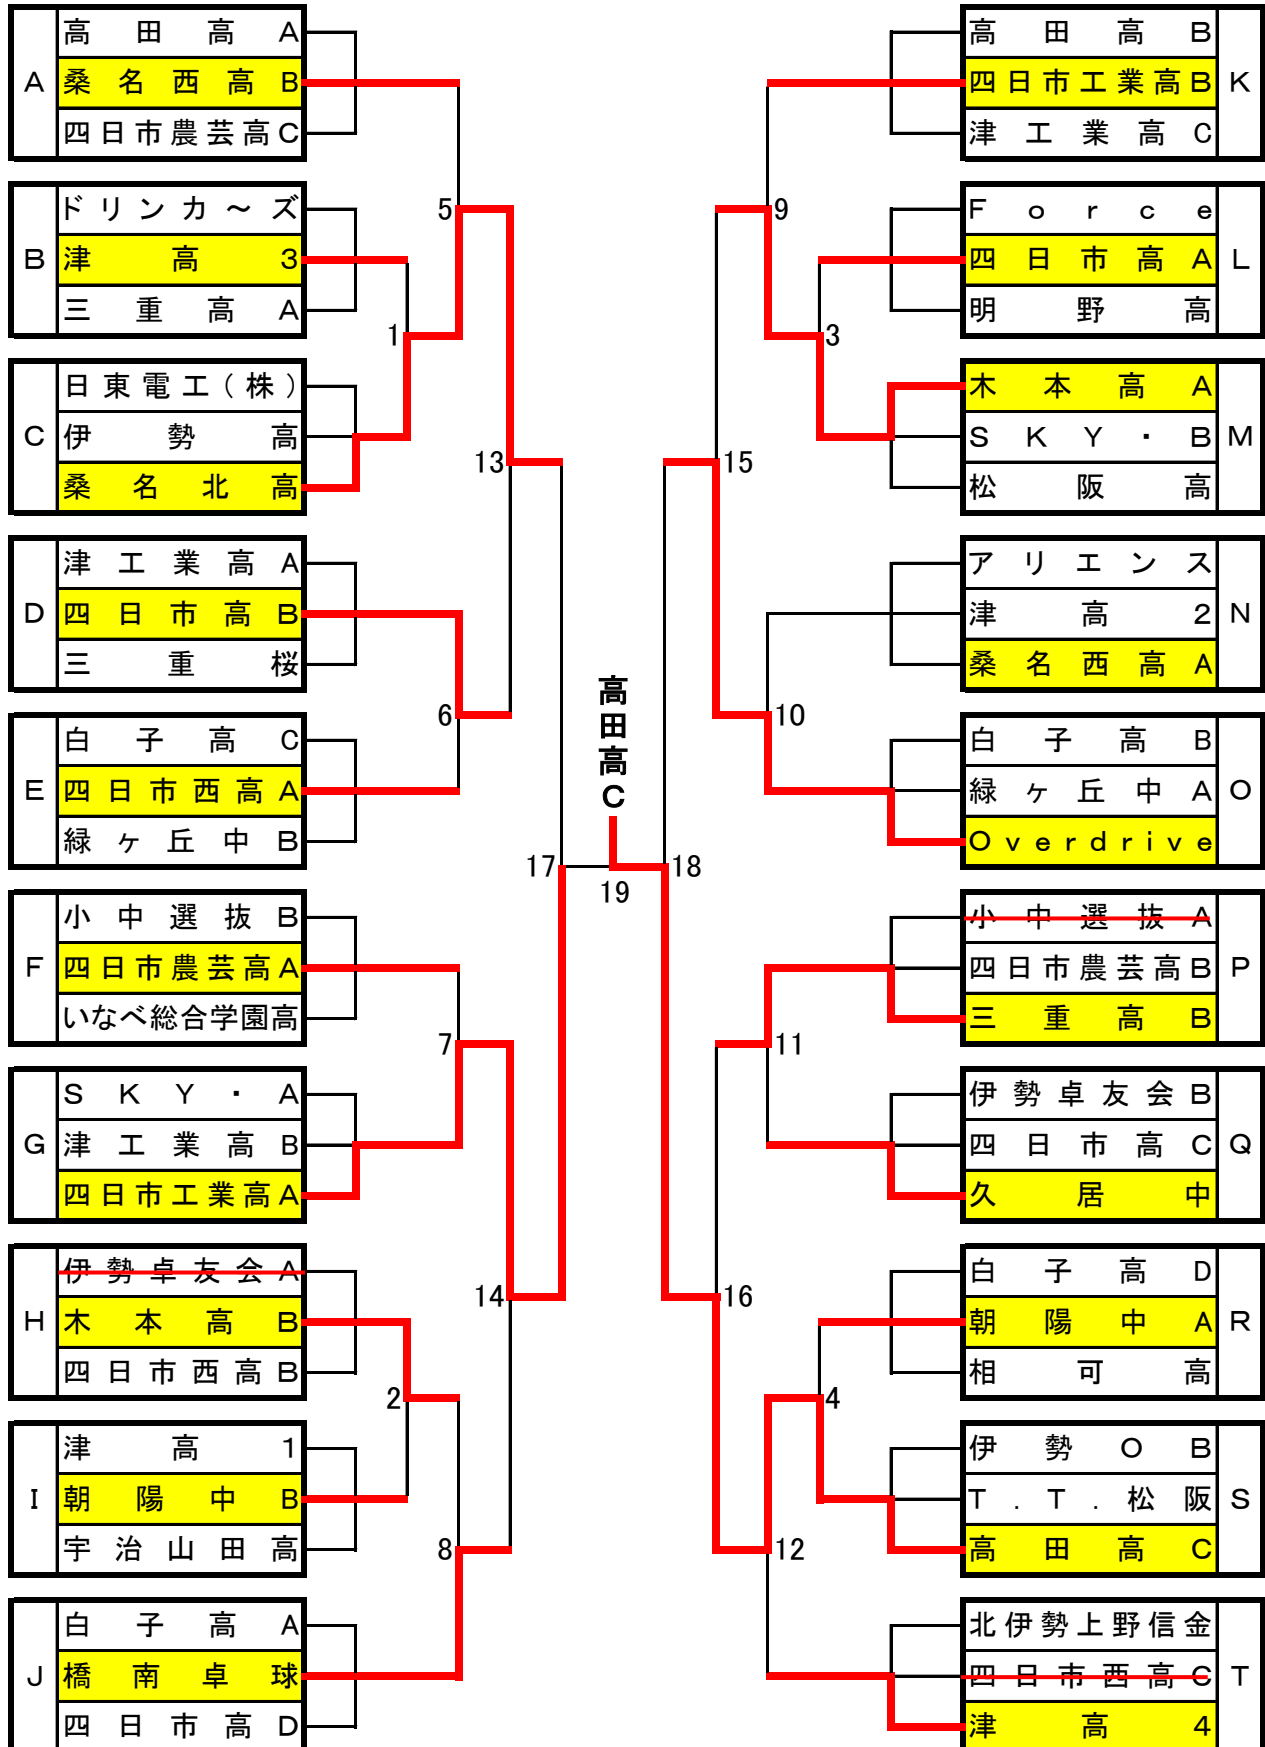 A
高田高A
桑名西高B
四日市農芸高C
B
ドリンカ～ズ
津高3
三重高A
C
日東電工(株)
伊勢高
桑名北高
D
津工業高A
四日市高B
三重桜
E
白子高C
四日市西高A
緑ヶ丘中B
F
小中選抜B
四日市農芸高A
いなべ総合学園高
G
SKY・A
津工業高B
四日市工業高A
H
伊勢卓友会A
木本高B
四日市西高B
I
津高1
朝陽中B
宇治山田高
J
白子高A
橋南卓球
四日市高D
5
1
13
6
17
7
14
2
8
高田高C
19
9
3
15
10
18
11
16
4
12
高田高B
四日市工業高B
津工業高C
K
Force
四日市高A
明野高
L
木本高A
SKY・B
松阪高
M
アリエンス
津高2
桑名西高A
N
白子高B
緑ヶ丘中A
Overdrive
O
小中選抜A
四日市農芸高B
三重高B
P
伊勢卓友会B
四日市高C
久居中
Q
白子高D
朝陽中A
相可高
R
伊勢OB
T.T.松阪
高田高C
S
北伊勢上野信金
四日市西高C
津高4
T